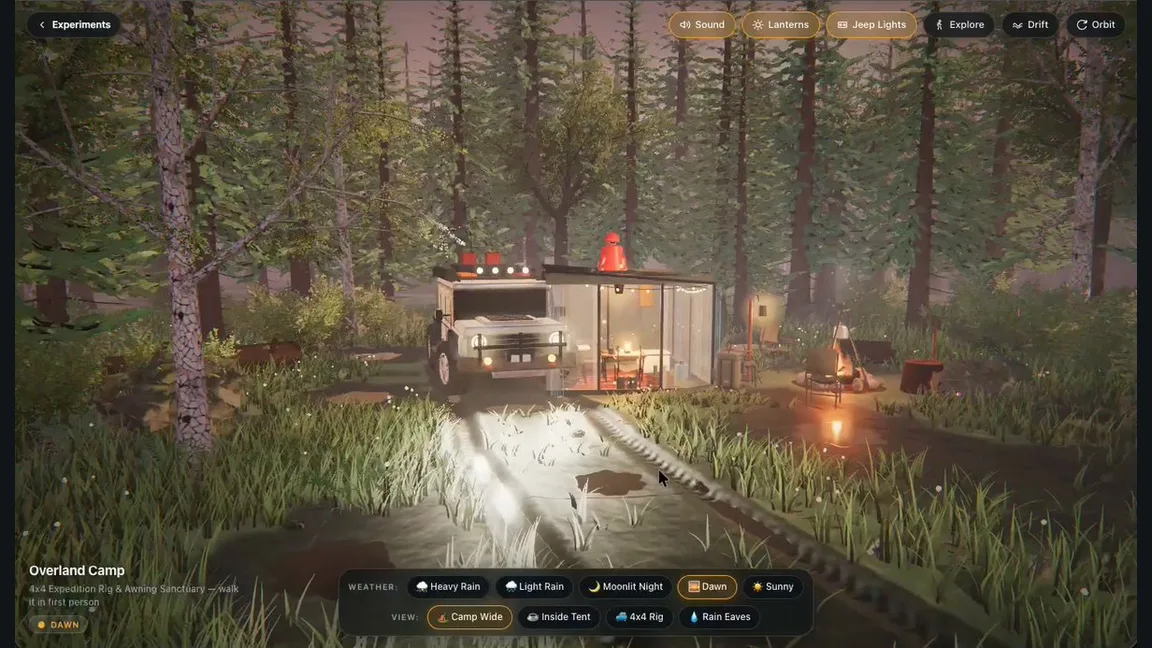 Experiments
Sound
Lanterns
Jeep Lights
Explore
Drift
Orbit
Overland Camp
4x4 Expedition Rig & Awning Sanctuary — walk
it in first person
DAWN
WEATHER:
Heavy Rain
Light Rain
Moonlit Night
Dawn
Sunny
VIEW:
Camp Wide
Inside Tent
4x4 Rig
Rain Eaves